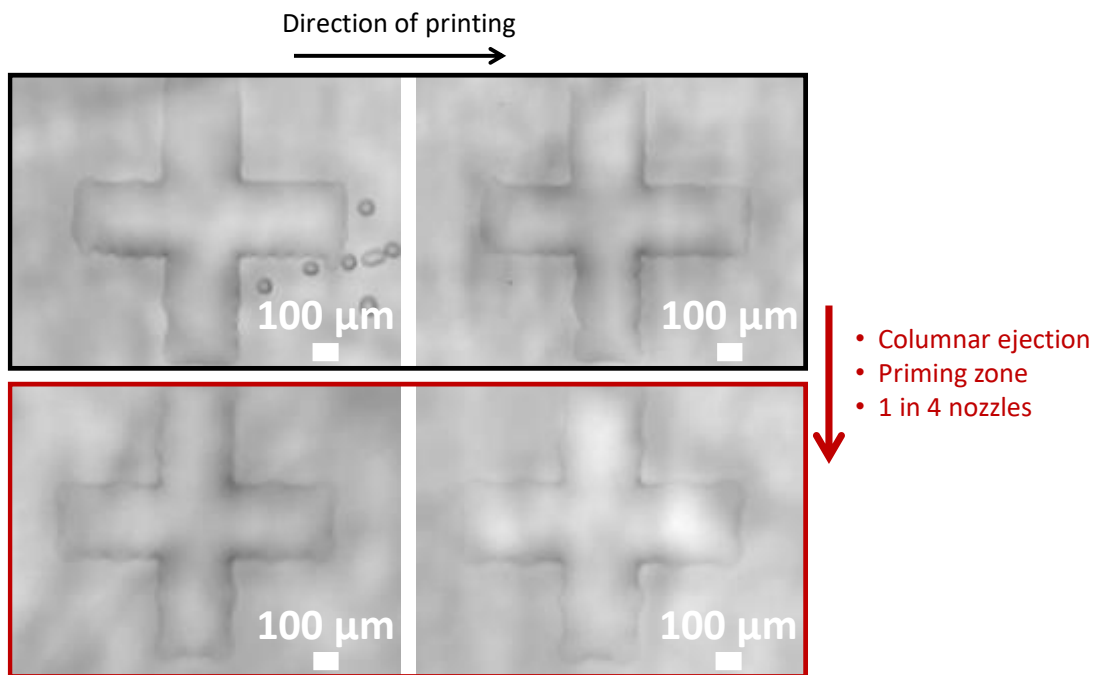 Direction of printing
100 µm
100 µm
• Columnar ejection
• Priming zone
• 1 in 4 nozzles
100 µm
100 µm